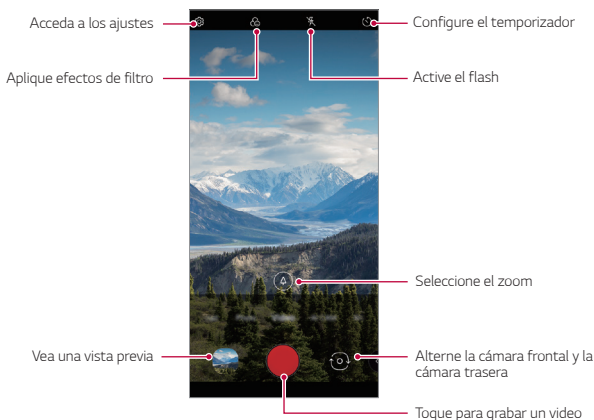 Acceda a los ajustes
Configure el temporizador
Aplique efectos de filtro
Active el flash
Seleccione el zoom
Vea una vista previa
Alterne la cámara frontal y la
cámara trasera
Toque para grabar un video